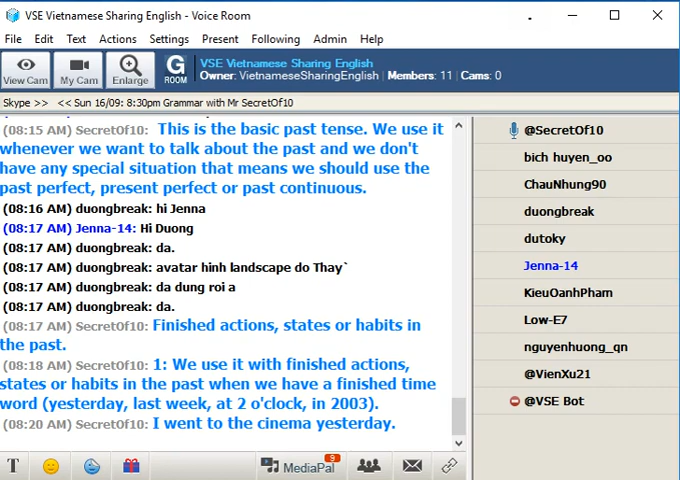 VSE Vietnamese Sharing English - Voice Room
File Edit Text Actions Settings Present Following Admin Help
View Cam My Cam Enlarge G ROOM
VSE Vietnamese Sharing English
Owner: VietnameseSharingEnglish Members: 11 Cams: 0
Skype >> << Sun 16/09: 8:30pm Grammar with Mr SecretOf10
(08:15 AM) SecretOf10: This is the basic past tense. We use it
whenever we want to talk about the past and we don't
have any special situation that means we should use the
past perfect, present perfect or past continuous.
(08:16 AM) duongbreak: hi Jenna
(08:17 AM) Jenna-14: Hi Duong
(08:17 AM) duongbreak: da.
(08:17 AM) duongbreak: avatar hinh landscape do Thay`
(08:17 AM) duongbreak: da dung roi a
(08:17 AM) duongbreak: da.
(08:17 AM) SecretOf10: Finished actions, states or habits in
the past.
(08:18 AM) SecretOf10: 1: We use it with finished actions,
states or habits in the past when we have a finished time
word (yesterday, last week, at 2 o'clock, in 2003).
(08:20 AM) SecretOf10: I went to the cinema yesterday.
@SecretOf10
bich huyen_oo
ChauNhung90
duongbreak
dutoky
Jenna-14
KieuOanhPham
Low-E7
nguyenhuong_qn
@VienXu21
@VSE Bot
T MediaPal 9